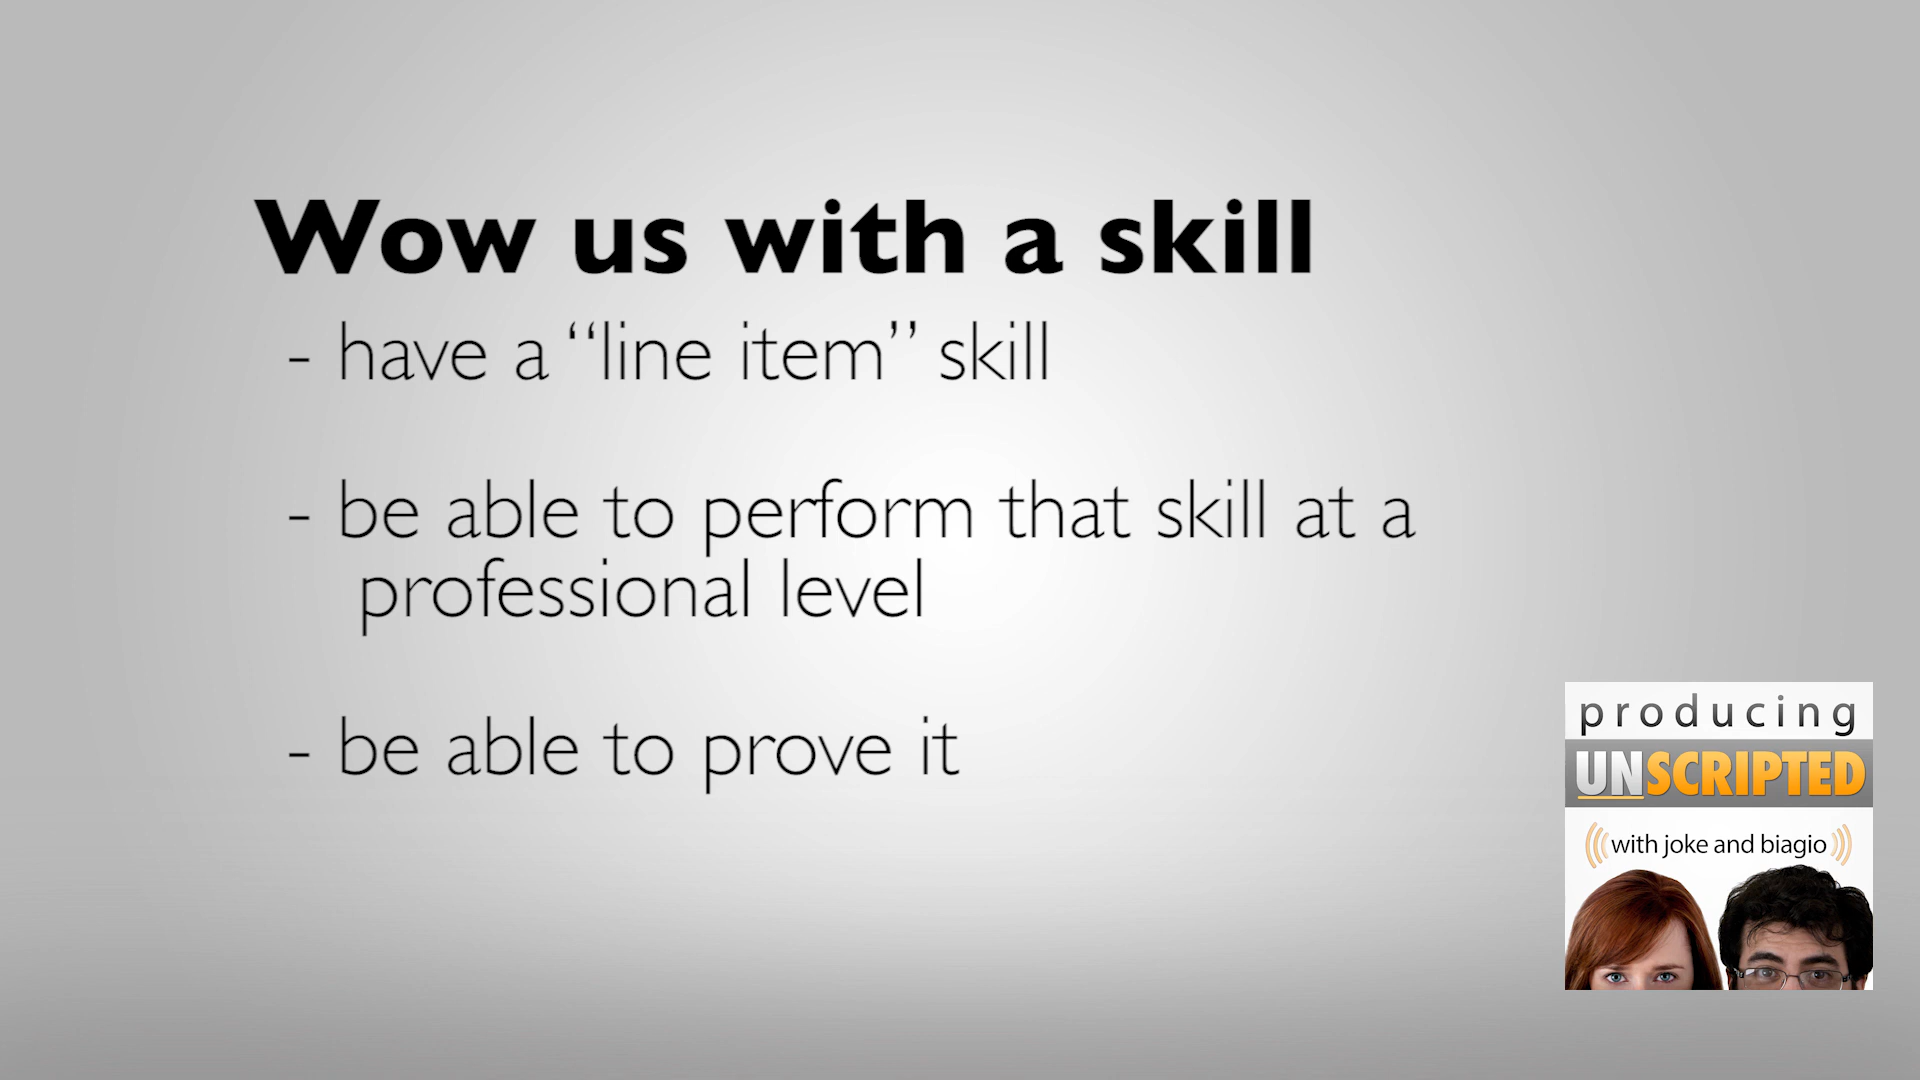 Wow us with a skill
- have a “line item” skill
- be able to perform that skill at a
professional level
- be able to prove it
producing
UNSCRIPTED
with joke and biagio